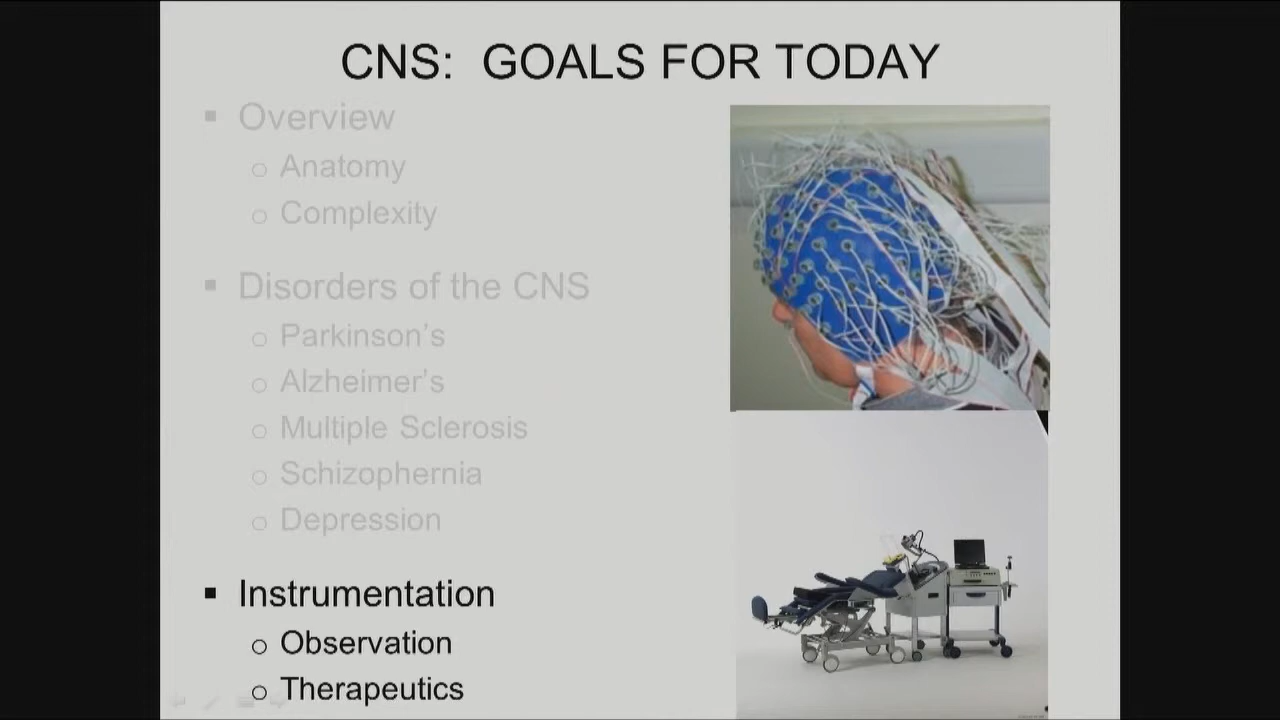 CNS: GOALS FOR TODAY
▪ Overview
o Anatomy
o Complexity
▪ Disorders of the CNS
o Parkinson's
o Alzheimer's
o Multiple Sclerosis
o Schizophernia
o Depression
▪ Instrumentation
o Observation
o Therapeutics